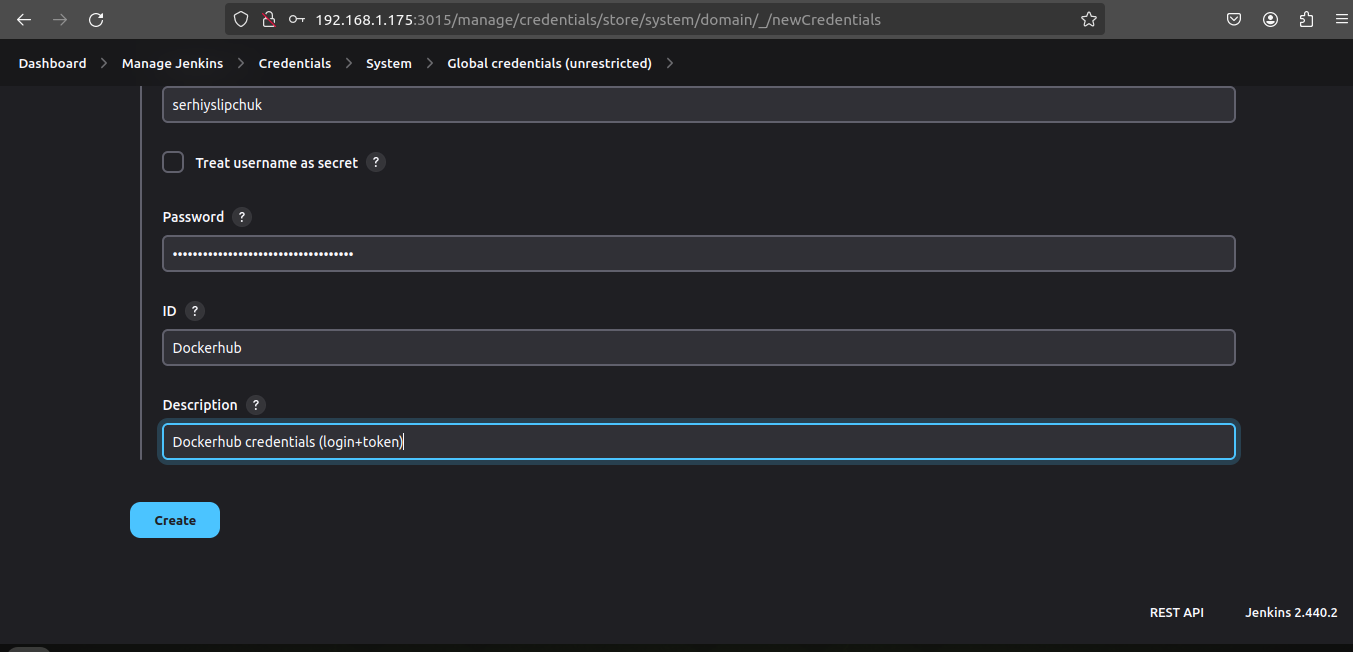 192.168.1.175:3015/manage/credentials/store/system/domain/_/newCredentials
Dashboard > Manage Jenkins > Credentials > System > Global credentials (unrestricted) >
serhiyslipchuk
Treat username as secret ?
Password ?
••••••••••••••••••••••••••••••••••••
ID ?
Dockerhub
Description ?
Dockerhub credentials (login+token)
Create
REST API Jenkins 2.440.2